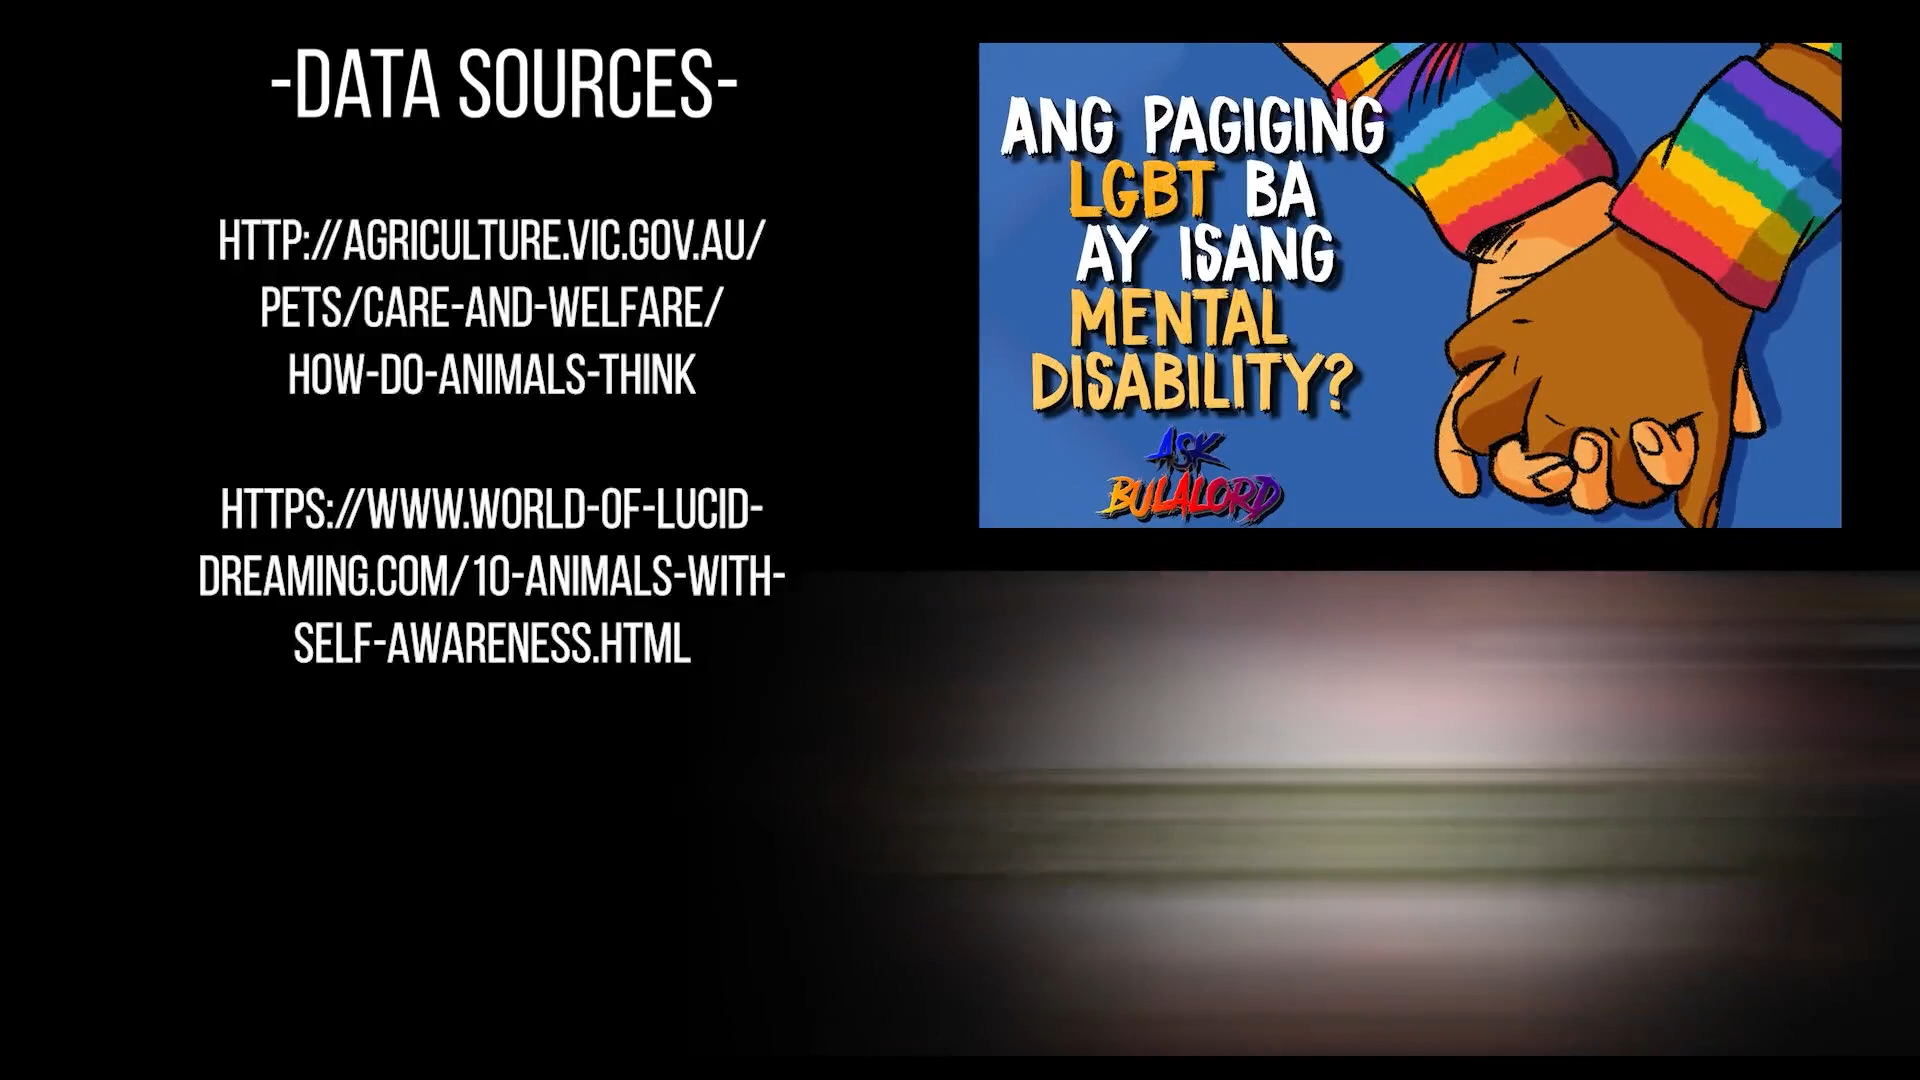 -DATA SOURCES-
HTTP://AGRICULTURE.VIC.GOV.AU/
PETS/CARE-AND-WELFARE/
HOW-DO-ANIMALS-THINK
HTTPS://WWW.WORLD-OF-LUCID-
DREAMING.COM/10-ANIMALS-WITH-
SELF-AWARENESS.HTML
ANG PAGIGING
LGBT BA
AY ISANG
MENTAL
DISABILITY?
ASK
BULALORD